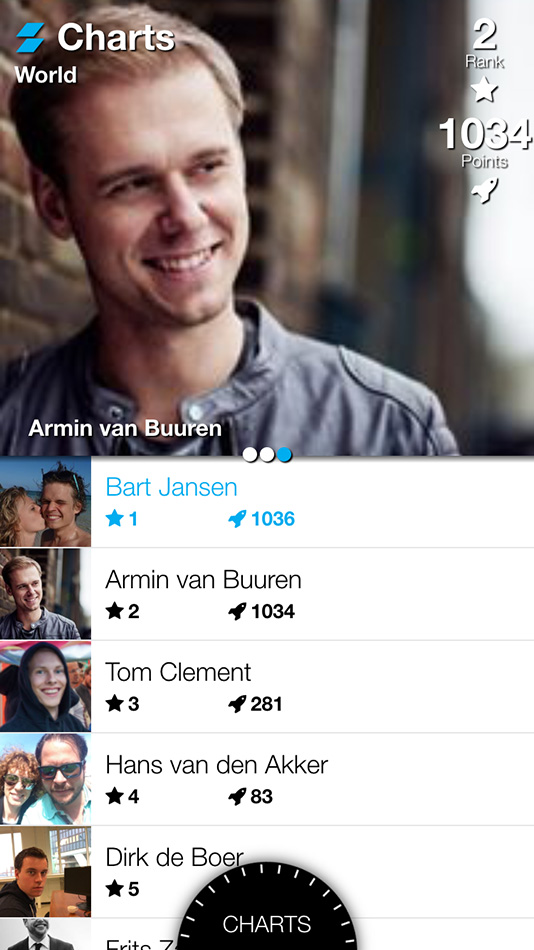 Charts
World
2
Rank
1034
Points
Armin van Buuren
Bart Jansen
1 1036
Armin van Buuren
2 1034
Tom Clement
3 281
Hans van den Akker
4 83
Dirk de Boer
5
CHARTS
Frits